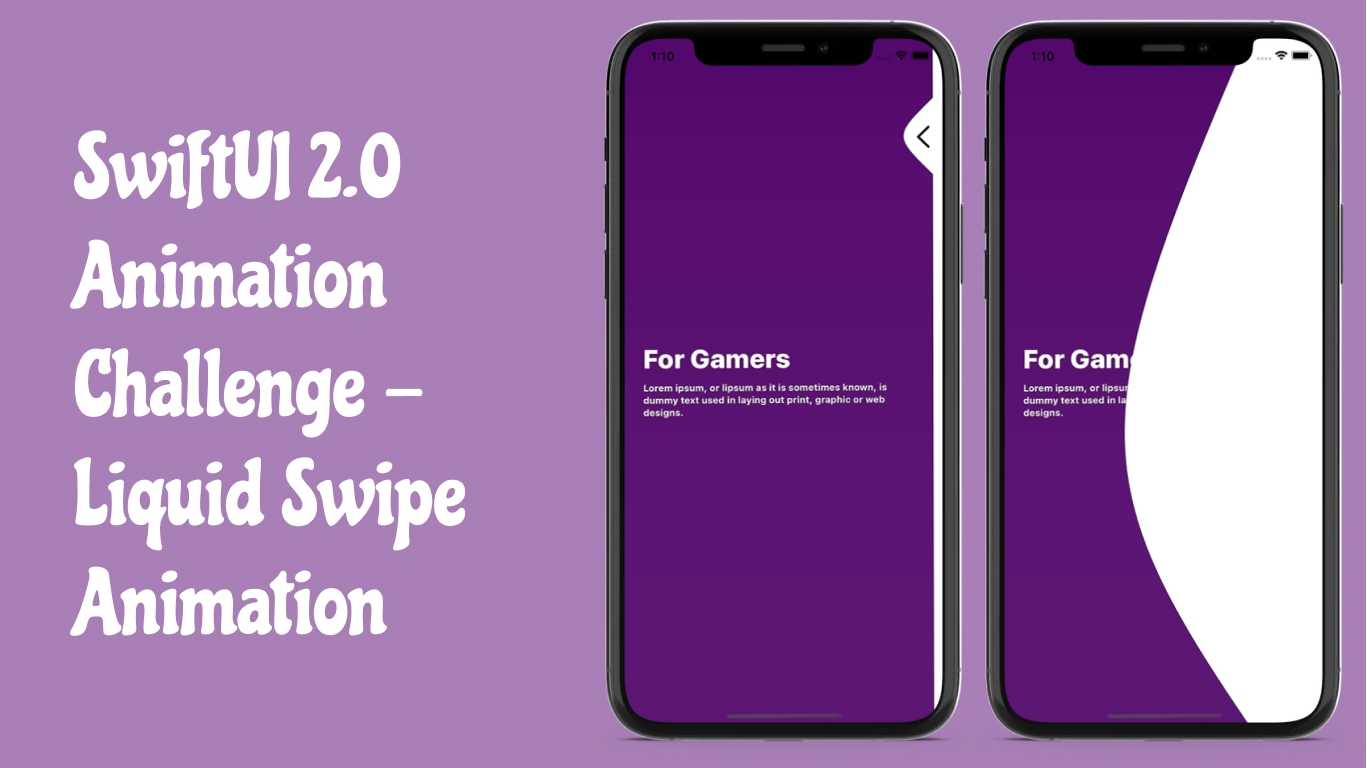 SwiftUI 2.0
Animation
Challenge –
Liquid Swipe
Animation
1:10
For Gamers
Lorem ipsum, or lipsum as it is sometimes known, is
dummy text used in laying out print, graphic or web
designs.
1:10
For Game
Lorem ipsum, or lipsum
dummy text used in la
designs.